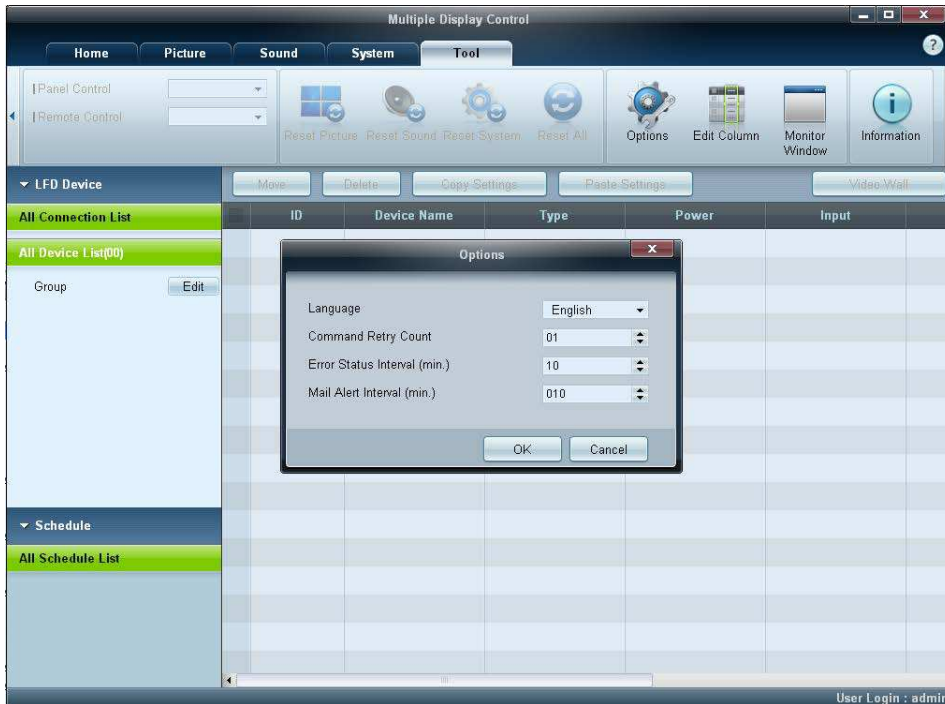 Multiple Display Control
Home Picture Sound System Tool
Panel Control
Remote Control
Reset Picture Reset Sound Reset System Reset All
Options Edit Column Monitor Window Information
LFD Device
Move Delete Copy Settings Paste Settings Video Wall
All Connection List
ID Device Name Type Power Input
All Device List(00)
Group Edit
Options
Language English
Command Retry Count 01
Error Status Interval (min.) 10
Mail Alert Interval (min.) 010
OK Cancel
Schedule
All Schedule List
User Login : admin